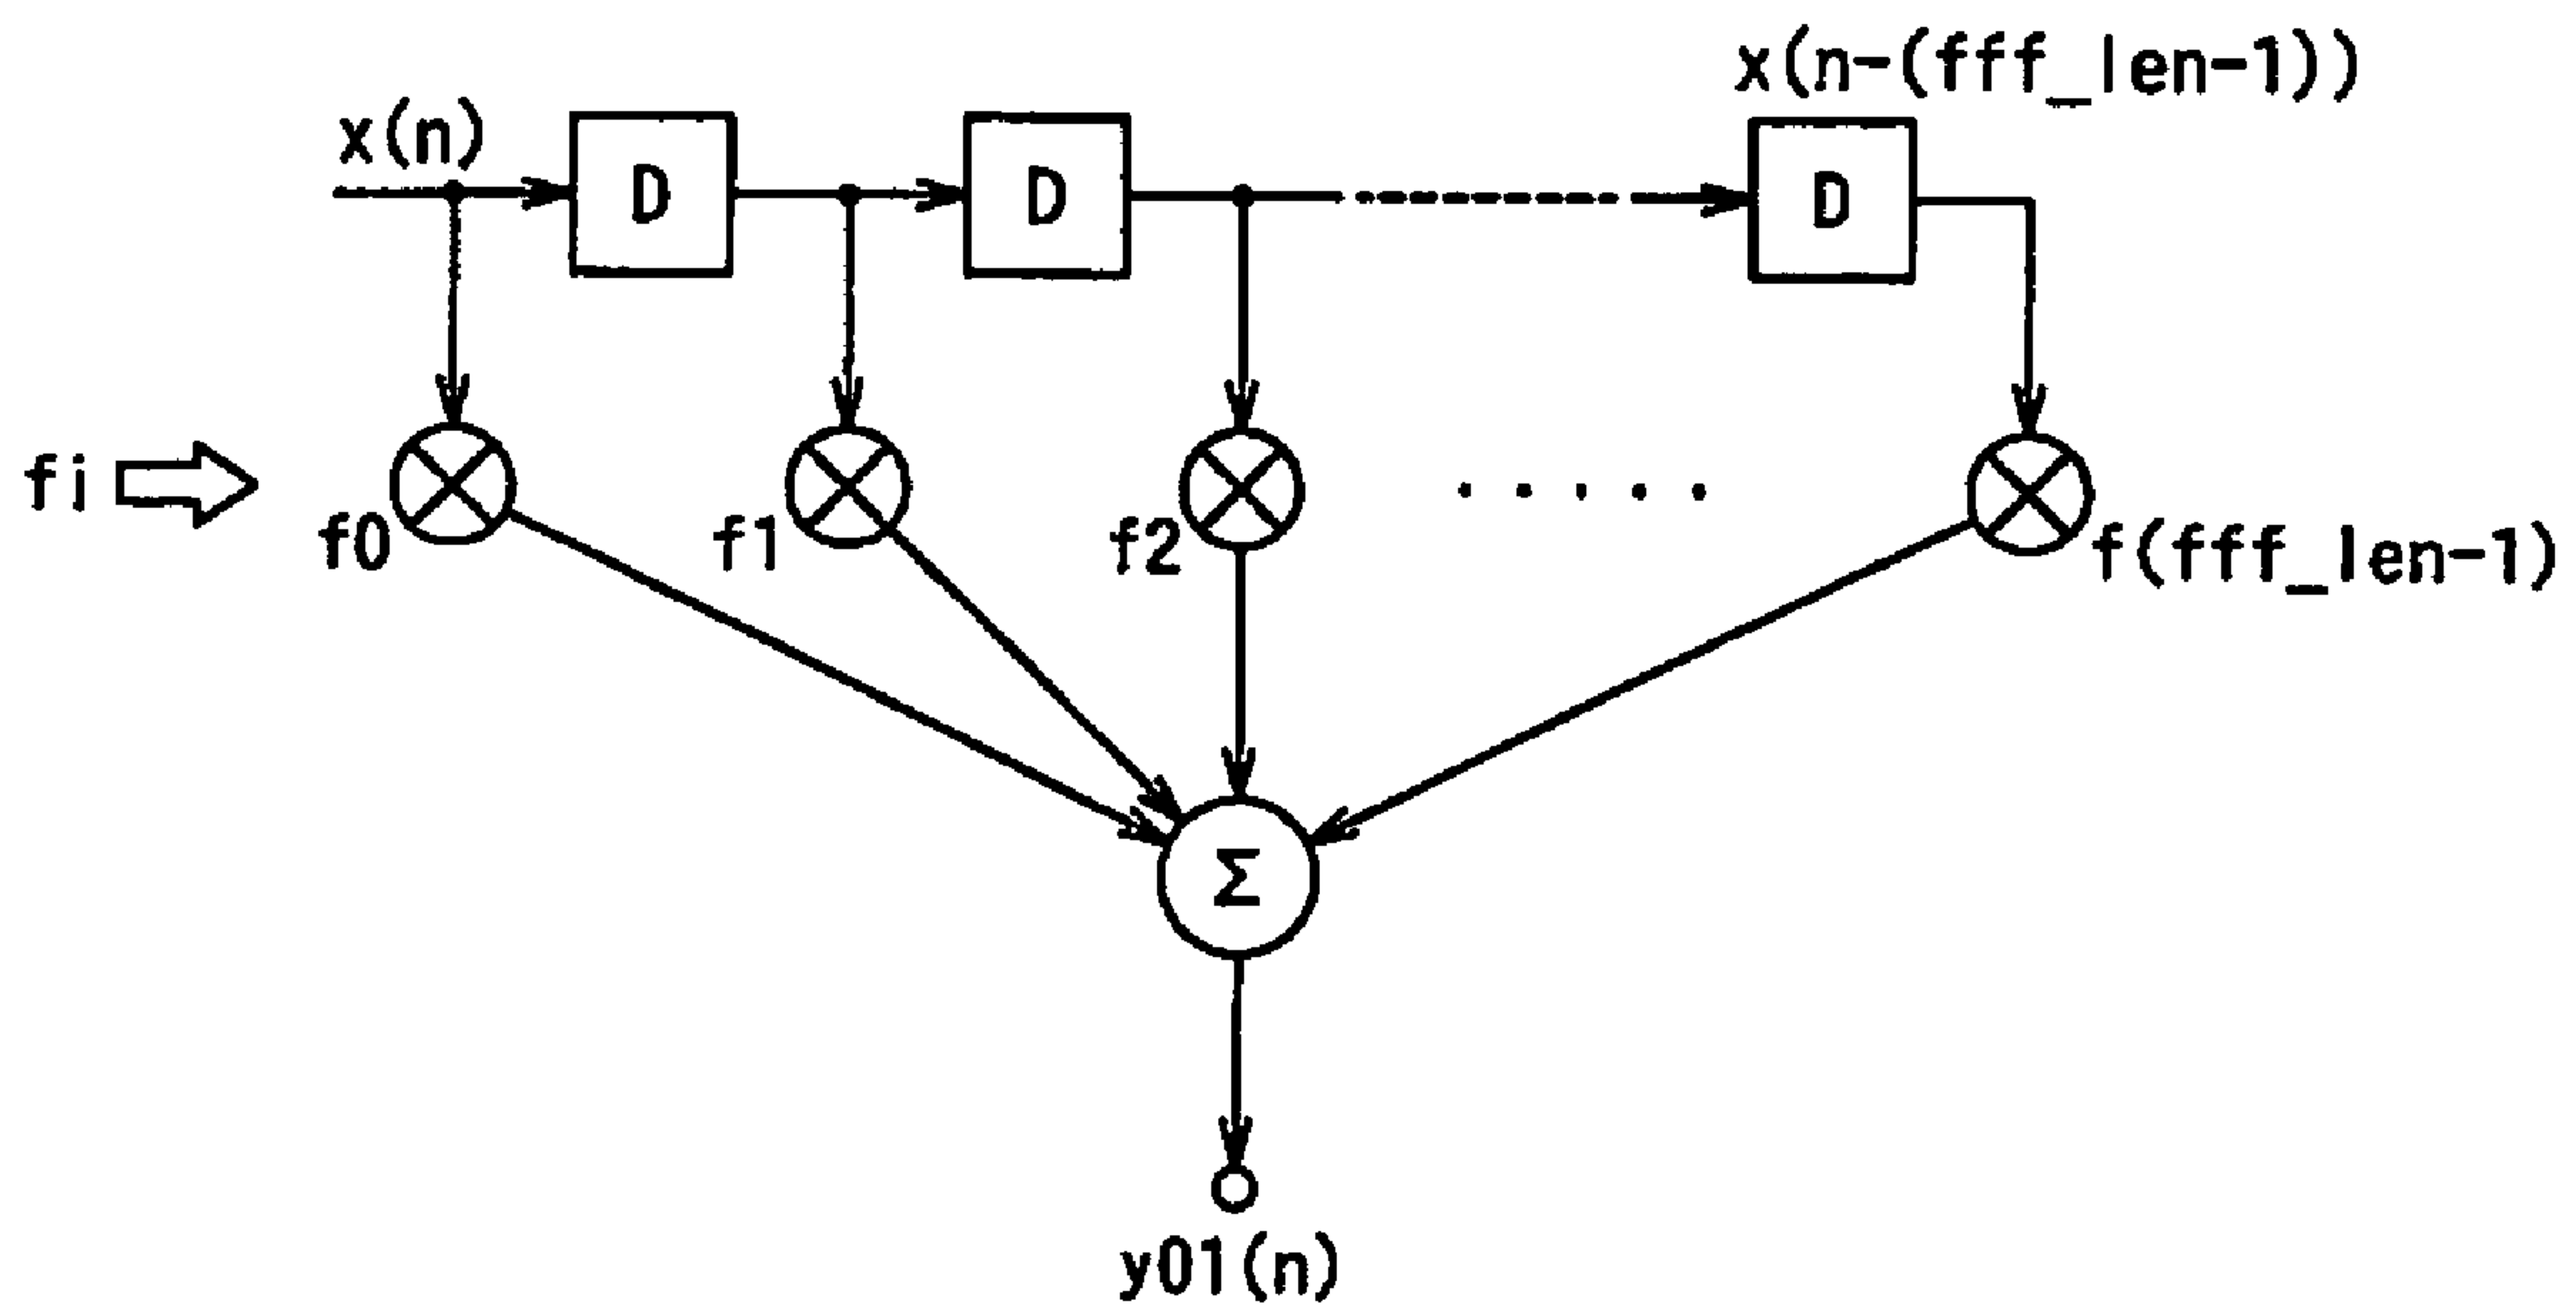 x(n-(fff_len-1))
x(n)
D
D
D
fi
f0
f1
f2
f(fff_len-1)
Σ
y01(n)